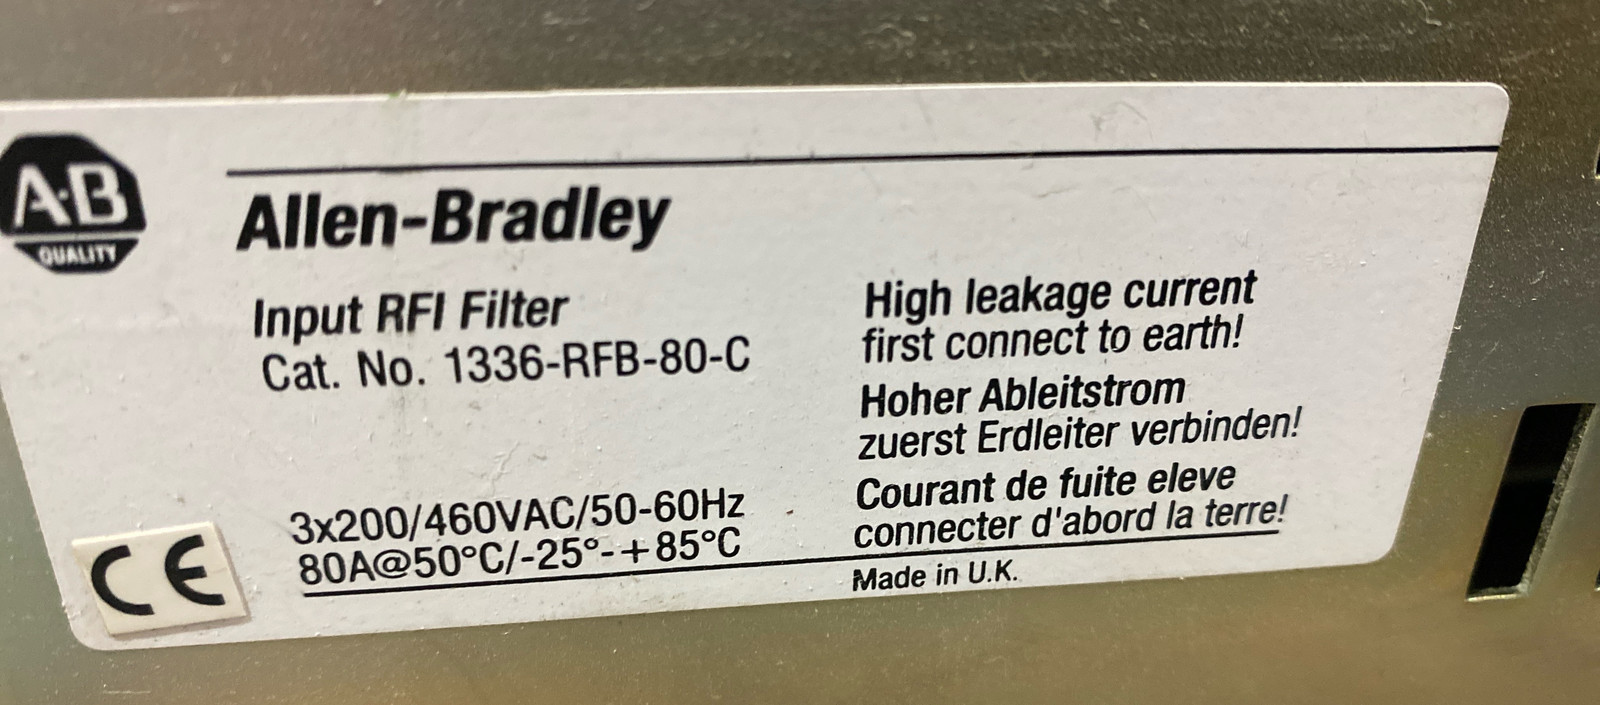 A·B
QUALITY
Allen-Bradley
Input RFI Filter
Cat. No. 1336-RFB-80-C
3x200/460VAC/50-60Hz
80A@50°C/-25°-+85°C
High leakage current
first connect to earth!
Hoher Ableitstrom
zuerst Erdleiter verbinden!
Courant de fuite eleve
connecter d'abord la terre!
Made in U.K.
CE